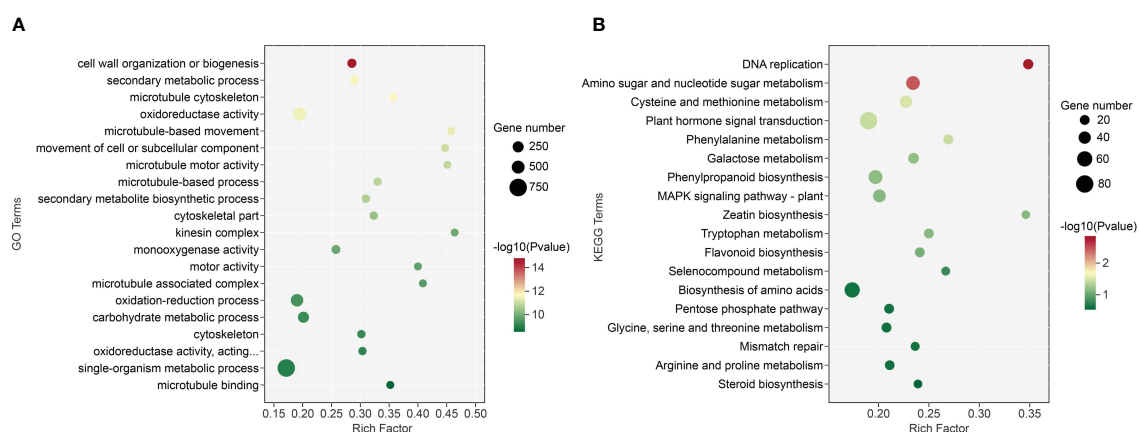 A
GO Terms
cell wall organization or biogenesis
secondary metabolic process
microtubule cytoskeleton
oxidoreductase activity
microtubule-based movement
movement of cell or subcellular component
microtubule motor activity
microtubule-based process
secondary metabolite biosynthetic process
cytoskeletal part
kinesin complex
monooxygenase activity
motor activity
microtubule associated complex
oxidation-reduction process
carbohydrate metabolic process
cytoskeleton
oxidoreductase activity, acting...
single-organism metabolic process
microtubule binding
0.15 0.20 0.25 0.30 0.35 0.40 0.45 0.50
Rich Factor
Gene number
250
500
750
-log10(Pvalue)
14
12
10
B
KEGG Terms
DNA replication
Amino sugar and nucleotide sugar metabolism
Cysteine and methionine metabolism
Plant hormone signal transduction
Phenylalanine metabolism
Galactose metabolism
Phenylpropanoid biosynthesis
MAPK signaling pathway - plant
Zeatin biosynthesis
Tryptophan metabolism
Flavonoid biosynthesis
Selenocompound metabolism
Biosynthesis of amino acids
Pentose phosphate pathway
Glycine, serine and threonine metabolism
Mismatch repair
Arginine and proline metabolism
Steroid biosynthesis
0.20 0.25 0.30 0.35
Rich Factor
Gene number
20
40
60
80
-log10(Pvalue)
2
1